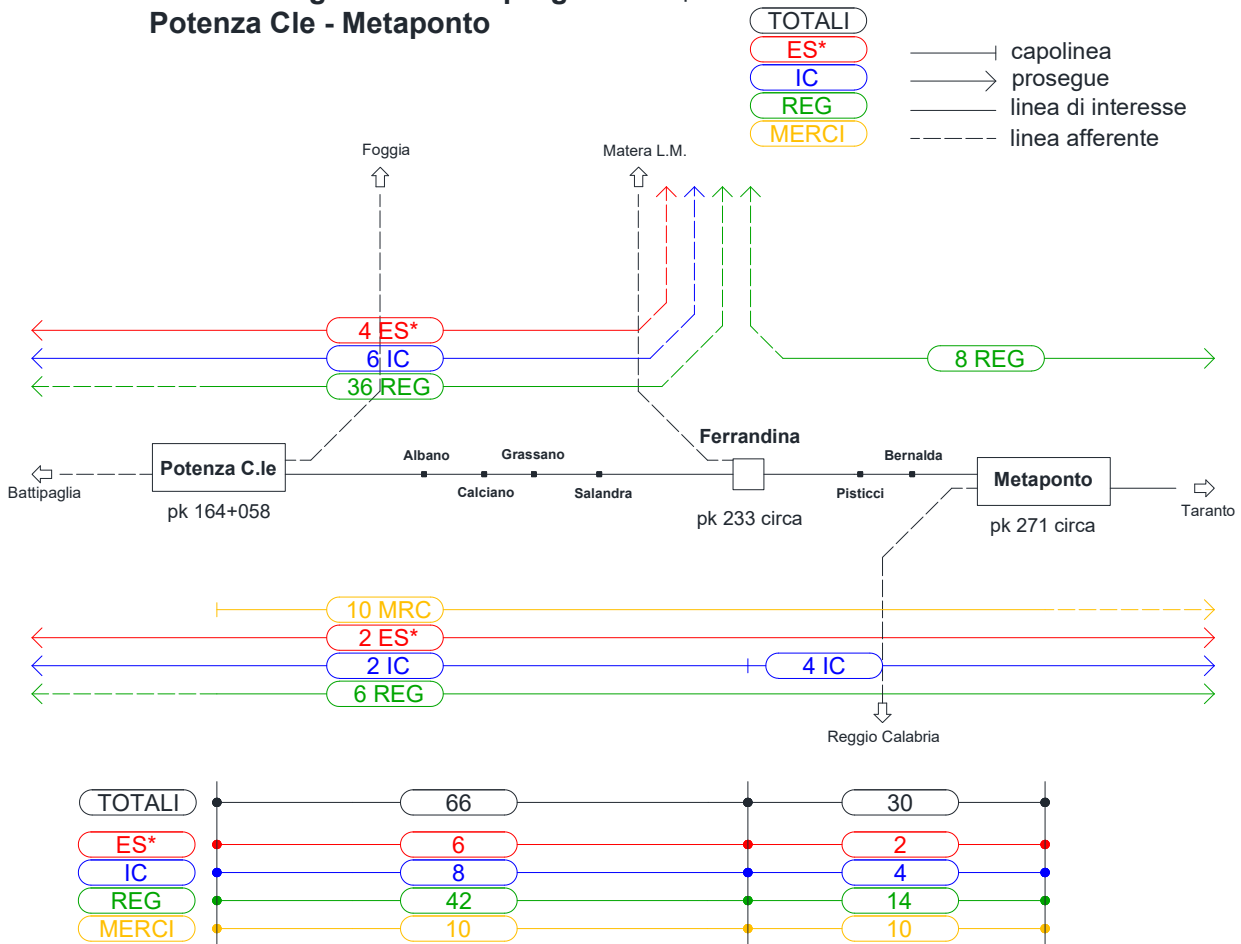 Potenza Cle - Metaponto
TOTALI
ES*
IC
REG
MERCI
capolinea
prosegue
linea di interesse
linea afferente
Foggia
Matera L.M.
4 ES*
6 IC
36 REG
8 REG
Ferrandina
Potenza C.le
Albano
Grassano
Bernalda
Metaponto
Battipaglia
Calciano
Salandra
Pisticci
Taranto
pk 164+058
pk 233 circa
pk 271 circa
10 MRC
2 ES*
2 IC
4 IC
6 REG
Reggio Calabria
TOTALI 66 30
ES* 6 2
IC 8 4
REG 42 14
MERCI 10 10